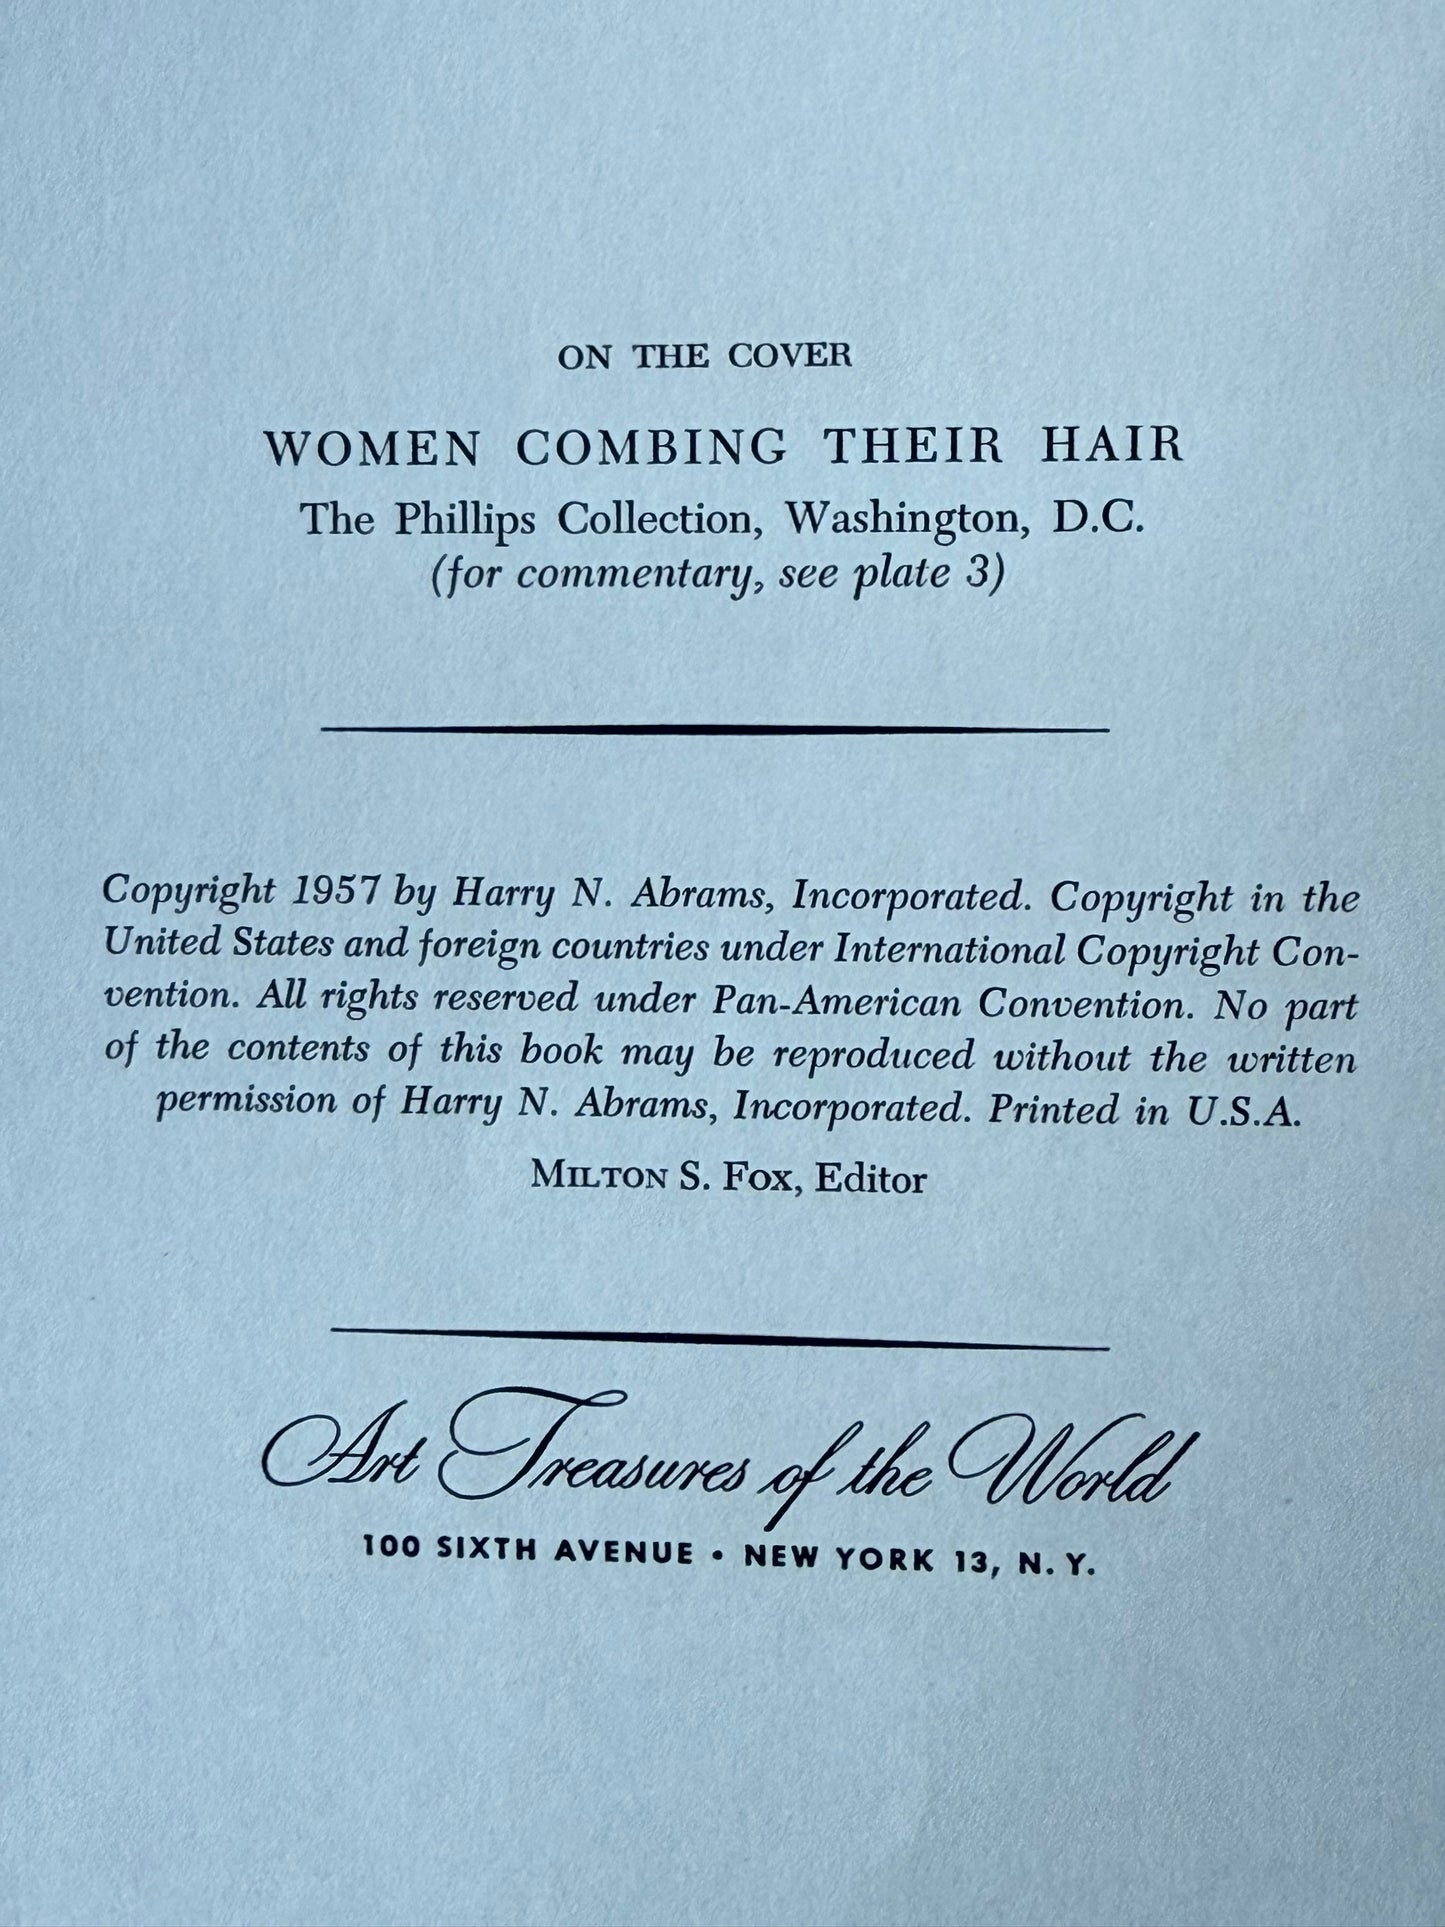 ON THE COVER
WOMEN COMBING THEIR HAIR
The Phillips Collection, Washington, D.C.
(for commentary, see plate 3)
Copyright 1957 by Harry N. Abrams, Incorporated. Copyright in the
United States and foreign countries under International Copyright Con-
vention. All rights reserved under Pan-American Convention. No part
of the contents of this book may be reproduced without the written
permission of Harry N. Abrams, Incorporated. Printed in U.S.A.
MILTON S. FOX, Editor
Art Treasures of the World
100 SIXTH AVENUE • NEW YORK 13, N. Y.